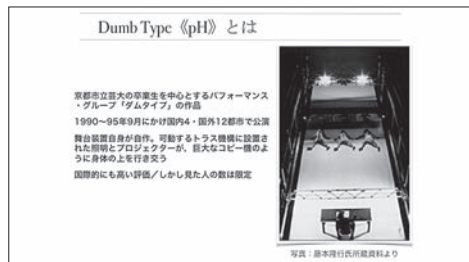 Dumb Type《pH》とは
京都市立芸大の卒業生を中心とするパフォーマンス
・グループ「ダムタイプ」の作品
1990〜95年9月にかけ国内4・国外12都市で公演
舞台装置自身が自作。可動するトラス機構に設置さ
れた照明とプロジェクターが、巨大なコピー機のよ
うに身体の上を行き交う
国際的にも高い評価／しかし見た人の数は限定
写真：藤本隆行氏所蔵資料より